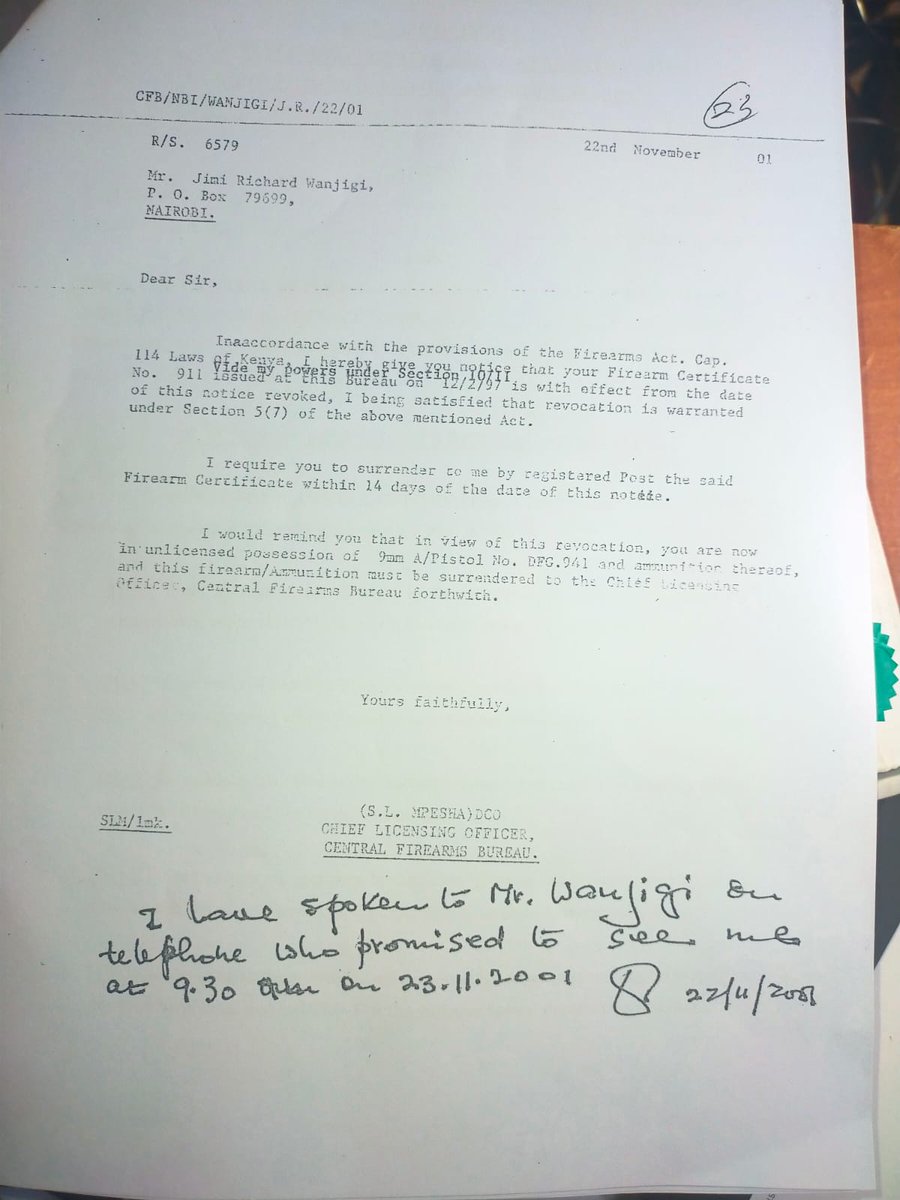 CFB/NBI/WANJIGI/J.R./22/01
23
R/S. 6579
22nd November 01
Mr. Jimi Richard Wanjigi,
P. O. Box 79699,
NAIROBI.
Dear Sir,
Inaaccordance with the provisions of the Firearms Act. Cap.
114 Laws of Kenya, I hereby give you notice that your Firearm Certificate
Vide my powers under Section 10/II
No. 911 issued at this Bureau on 12/2/97 is with effect from the date
of this notice revoked, I being satisfied that revocation is warranted
under Section 5(7) of the above mentioned Act.
I require you to surrender to me by registered Post the said
Firearm Certificate within 14 days of the date of this
I would remind you that in view of this revocation, you are now
in unlicensed possession of 9mm A/Pistol No. DFG.941 and ammunition thereof,
and this firearm/Ammunition must be surrendered to the Chief Licensing
Officer, Central Firearms Bureau forthwith.
Yours faithfully,
(S.L. MPESHA)DCO
SLM/lmk.
CHIEF LICENSING OFFICER,
CENTRAL FIREARMS BUREAU.
I have spoken to Mr. Wanjigi on
telephone who promised to see me
at 9.30 on 23.11.2001
22/11/2001